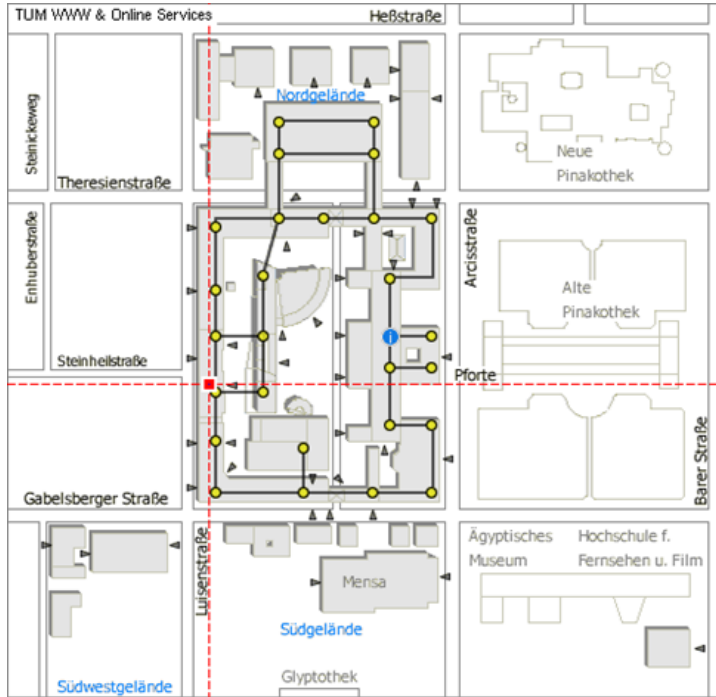 TUM WWW & Online Services
Heßstraße
Steinickeweg
Nordgelände
Neue
Pinakothek
Theresienstraße
Enhuberstraße
Arcisstraße
Alte
Pinakothek
i
Steinheilstraße
Pforte
Barer Straße
Gabelsberger Straße
Luisenstraße
Ägyptisches
Museum
Hochschule f.
Fernsehen u. Film
Mensa
Südgelände
Glyptothek
Südwestgelände